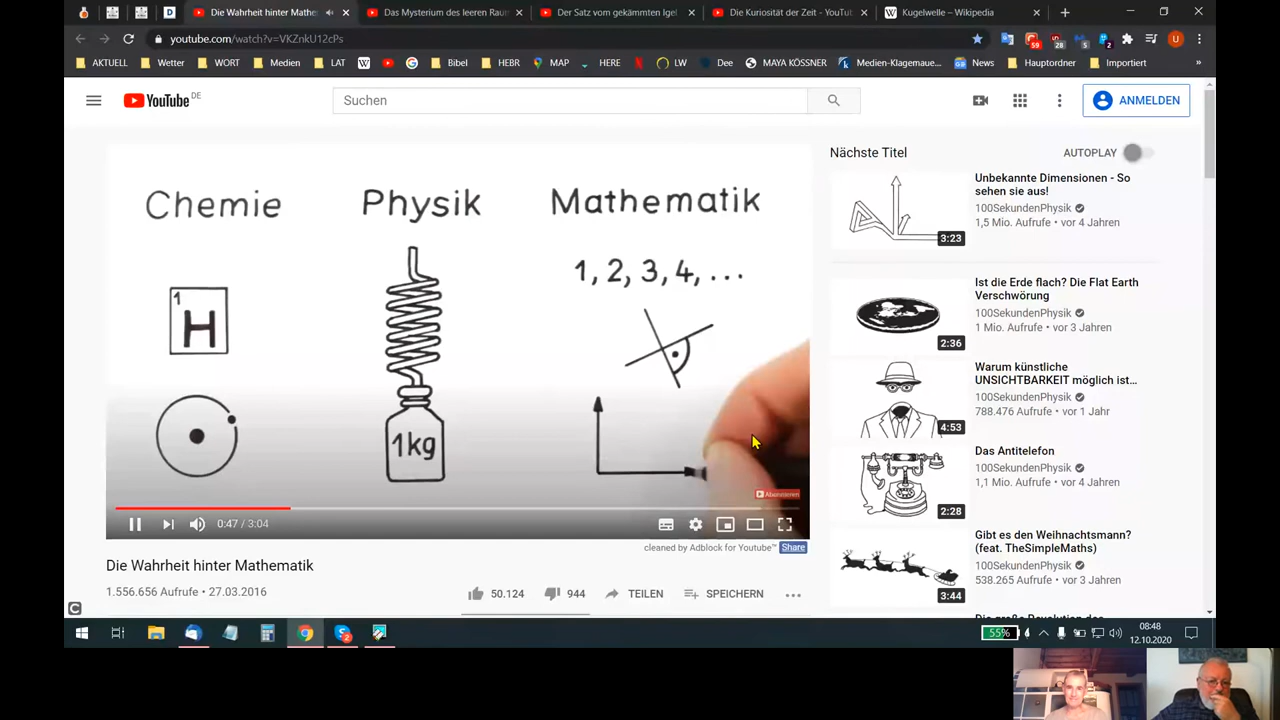 Die Wahrheit hinter Mathem
Das Mysterium des leeren Raum
Der Satz vom gekämmten Igel
Die Kuriosität der Zeit - YouTu
Kugelwelle – Wikipedia
youtube.com/watch?v=VKZnkU12cPs
59
28
5
2
U
AKTUELL
Wetter
WORT
Medien
LAT
Bibel
HEBR
MAP
HERE
LW
Dee
MAYA KÖSSNER
Medien-Klagemaue...
News
Hauptordner
Importiert
YouTube DE
Suchen
ANMELDEN
Chemie
Physik
Mathematik
1, 2, 3, 4, ...
1
H
1kg
Abonnieren
0:47 / 3:04
cleaned by Adblock for Youtube™ Share
Die Wahrheit hinter Mathematik
1.556.656 Aufrufe • 27.03.2016
50.124
944
TEILEN
SPEICHERN
Nächste Titel
AUTOPLAY
Unbekannte Dimensionen - So
sehen sie aus!
100SekundenPhysik
1,5 Mio. Aufrufe • vor 4 Jahren
3:23
Ist die Erde flach? Die Flat Earth
Verschwörung
100SekundenPhysik
1 Mio. Aufrufe • vor 3 Jahren
2:36
Warum künstliche
UNSICHTBARKEIT möglich ist...
100SekundenPhysik
788.476 Aufrufe • vor 1 Jahr
4:53
Das Antitelefon
100SekundenPhysik
1,1 Mio. Aufrufe • vor 4 Jahren
2:28
Gibt es den Weihnachtsmann?
(feat. TheSimpleMaths)
100SekundenPhysik
538.265 Aufrufe • vor 3 Jahren
3:44
55%
08:48
12.10.2020